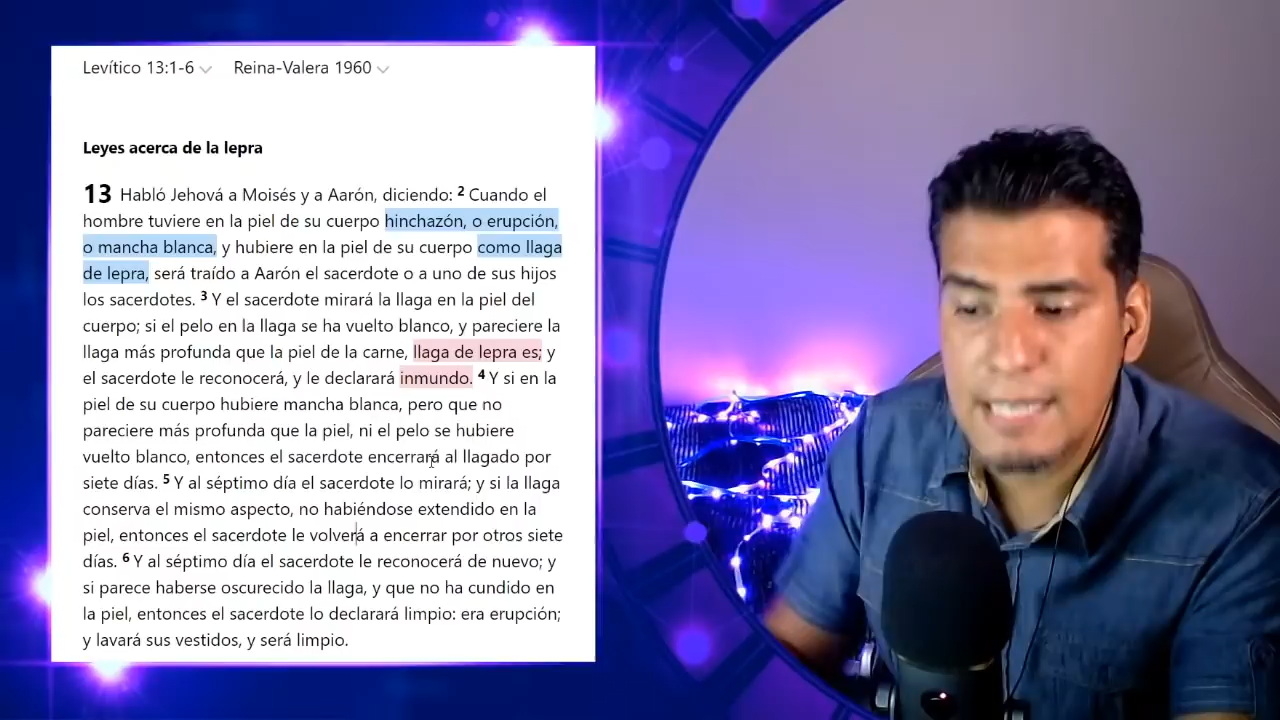 Levítico 13:1-6 Reina-Valera 1960
Leyes acerca de la lepra
13 Habló Jehová a Moisés y a Aarón, diciendo: 2 Cuando el
hombre tuviere en la piel de su cuerpo hinchazón, o erupción,
o mancha blanca, y hubiere en la piel de su cuerpo como llaga
de lepra, será traído a Aarón el sacerdote o a uno de sus hijos
los sacerdotes. 3 Y el sacerdote mirará la llaga en la piel del
cuerpo; si el pelo en la llaga se ha vuelto blanco, y pareciere la
llaga más profunda que la piel de la carne, llaga de lepra es; y
el sacerdote le reconocerá, y le declarará inmundo. 4 Y si en la
piel de su cuerpo hubiere mancha blanca, pero que no
pareciere más profunda que la piel, ni el pelo se hubiere
vuelto blanco, entonces el sacerdote encerrará al llagado por
siete días. 5 Y al séptimo día el sacerdote lo mirará; y si la llaga
conserva el mismo aspecto, no habiéndose extendido en la
piel, entonces el sacerdote le volverá a encerrar por otros siete
días. 6 Y al séptimo día el sacerdote le reconocerá de nuevo; y
si parece haberse oscurecido la llaga, y que no ha cundido en
la piel, entonces el sacerdote lo declarará limpio: era erupción;
y lavará sus vestidos, y será limpio.